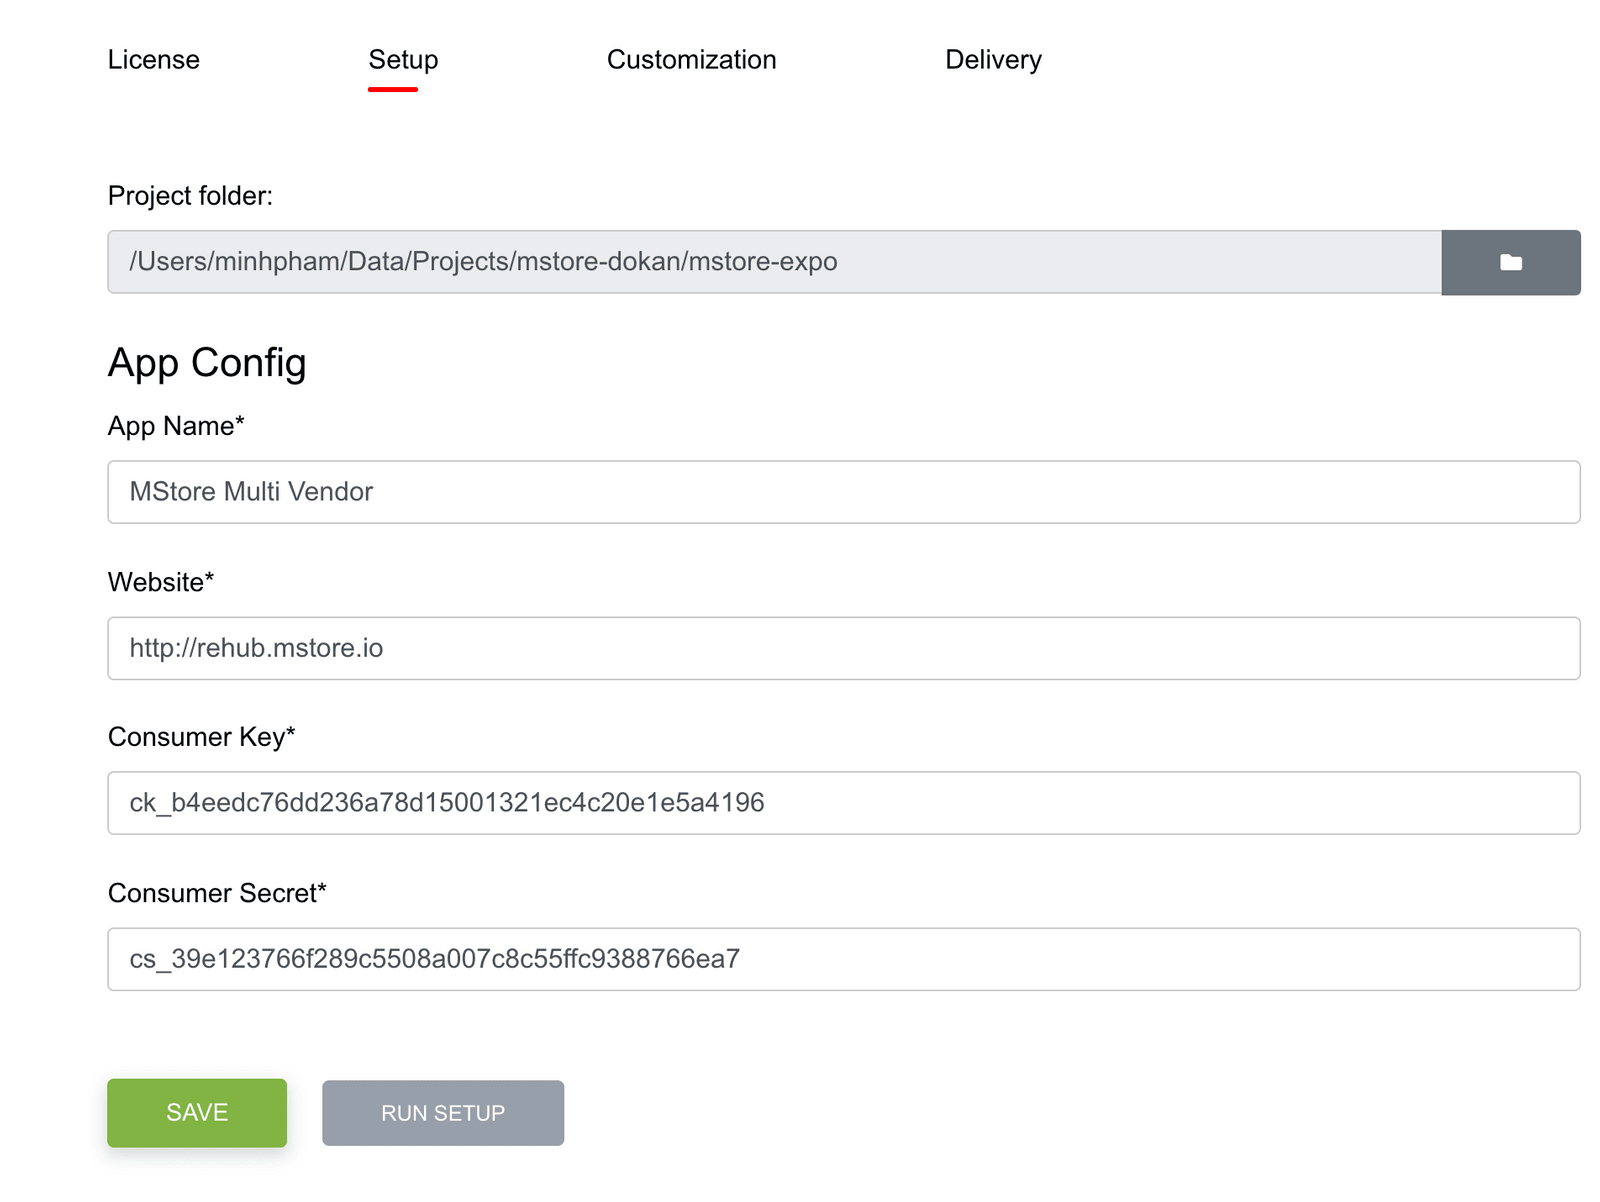 License Setup Customization Delivery
Project folder:
/Users/minhpham/Data/Projects/mstore-dokan/mstore-expo
App Config
App Name*
MStore Multi Vendor
Website*
http://rehub.mstore.io
Consumer Key*
ck_b4eedc76dd236a78d15001321ec4c20e1e5a4196
Consumer Secret*
cs_39e123766f289c5508a007c8c55ffc9388766ea7
SAVE RUN SETUP